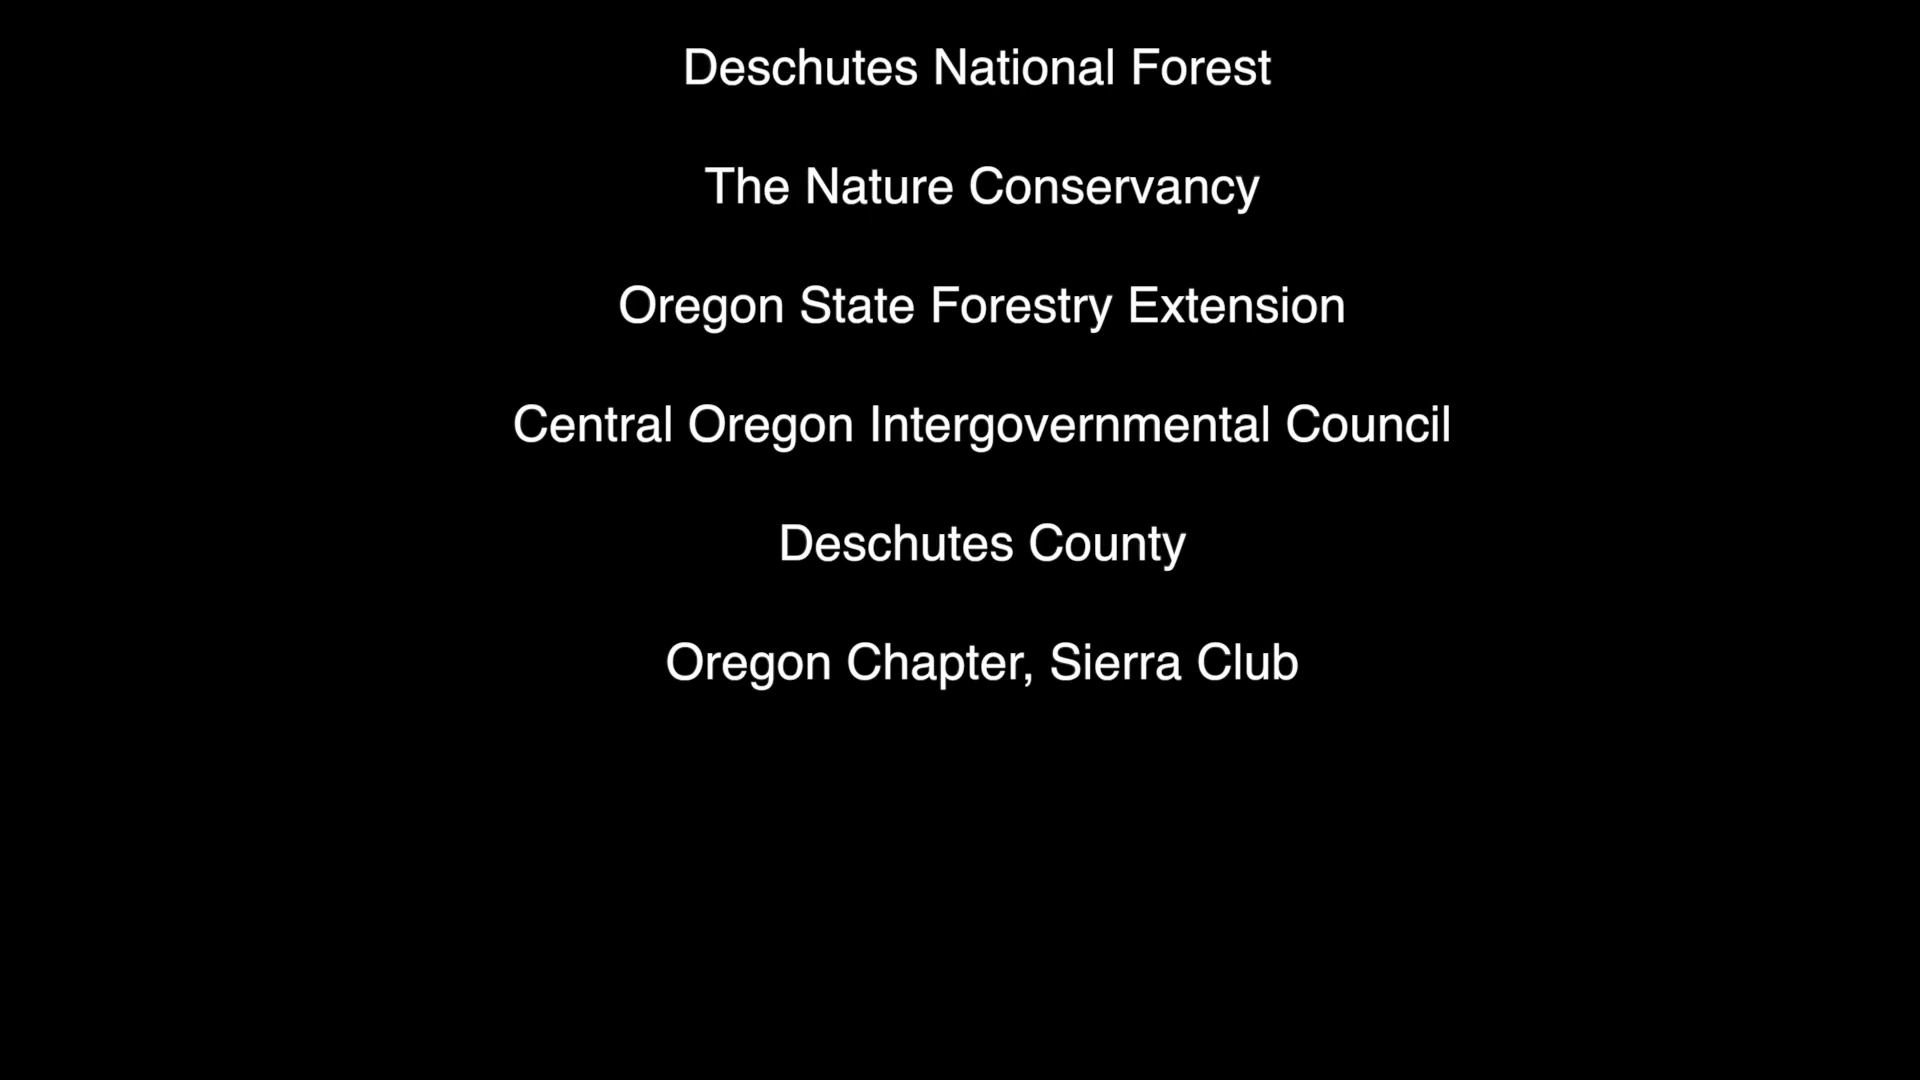 Deschutes National Forest
The Nature Conservancy
Oregon State Forestry Extension
Central Oregon Intergovernmental Council
Deschutes County
Oregon Chapter, Sierra Club